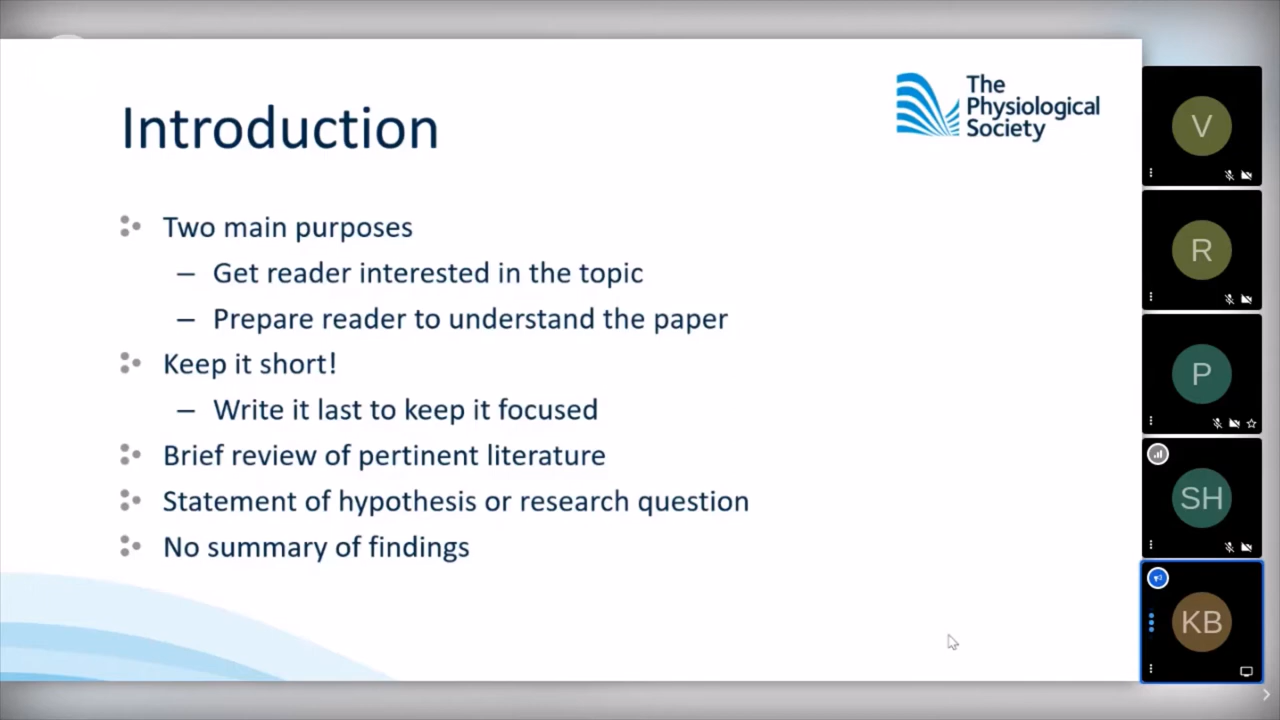 Introduction
The
Physiological
Society
Two main purposes
– Get reader interested in the topic
– Prepare reader to understand the paper
Keep it short!
– Write it last to keep it focused
Brief review of pertinent literature
Statement of hypothesis or research question
No summary of findings
V
R
P
SH
KB